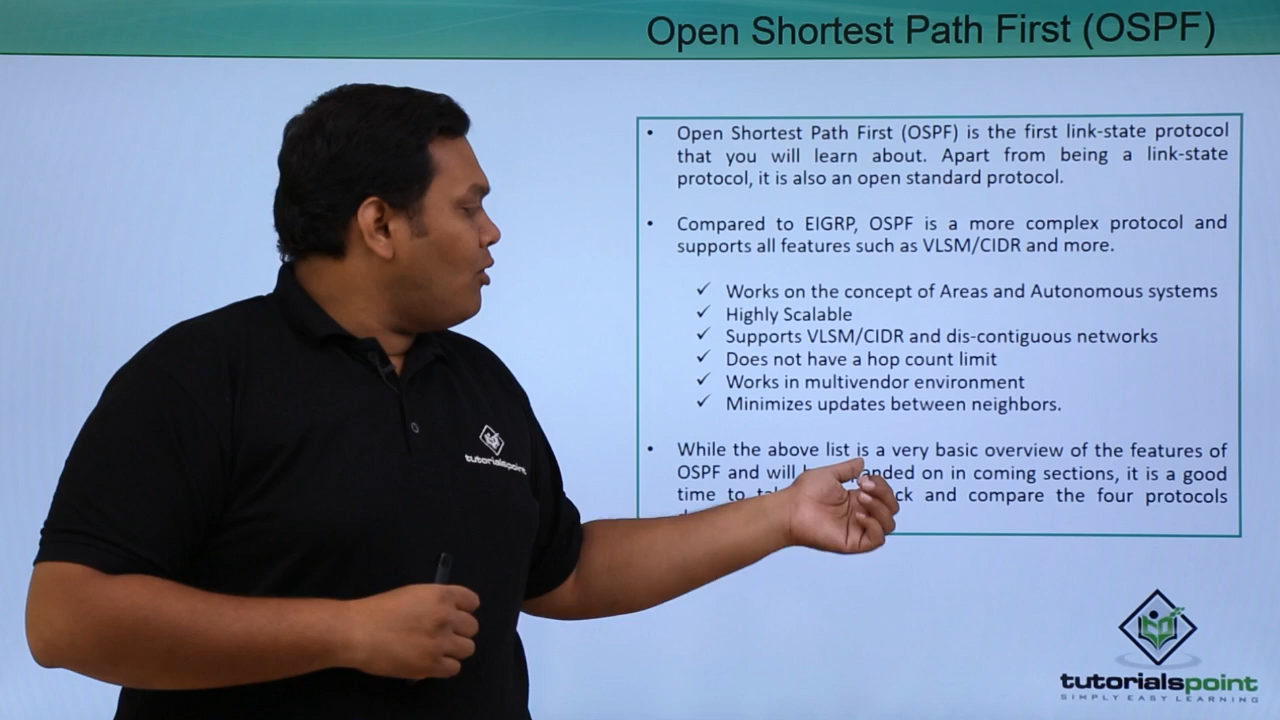 Open Shortest Path First (OSPF)
• Open Shortest Path First (OSPF) is the first link-state protocol
that you will learn about. Apart from being a link-state
protocol, it is also an open standard protocol.
• Compared to EIGRP, OSPF is a more complex protocol and
supports all features such as VLSM/CIDR and more.
✓ Works on the concept of Areas and Autonomous systems
✓ Highly Scalable
✓ Supports VLSM/CIDR and dis-contiguous networks
✓ Does not have a hop count limit
✓ Works in multivendor environment
✓ Minimizes updates between neighbors.
• While the above list is a very basic overview of the features of
OSPF and will on in coming sections, it is a good
time to and compare the four protocols
tutorialspoint
tutorialspoint
SIMPLY EASY LEARNING